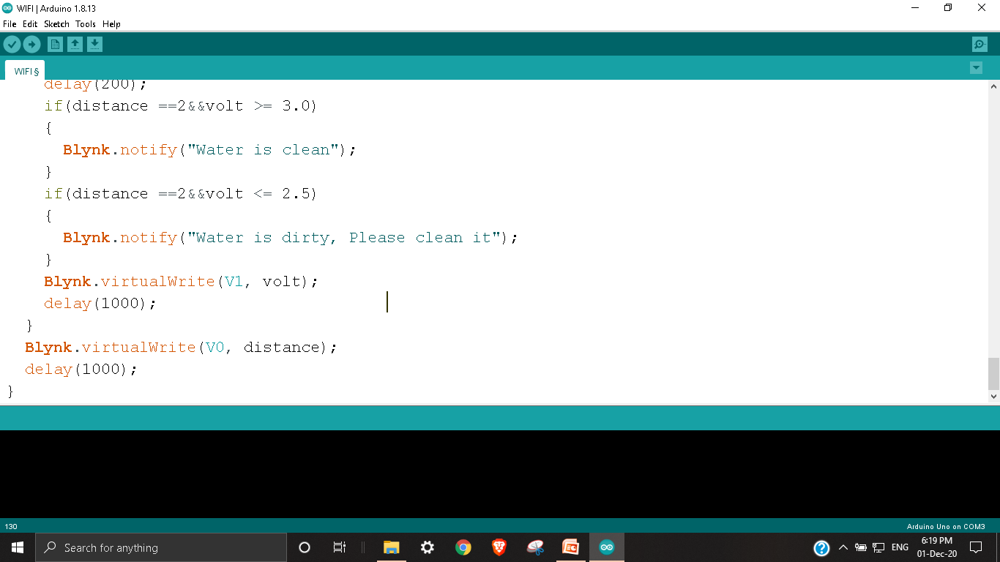 WIFI | Arduino 1.8.13
File Edit Sketch Tools Help
WIFI §
delay(200);
if(distance ==2&&volt >= 3.0)
{
Blynk.notify("Water is clean");
}
if(distance ==2&&volt <= 2.5)
{
Blynk.notify("Water is dirty, Please clean it");
}
Blynk.virtualWrite(V1, volt);
delay(1000);
}
Blynk.virtualWrite(V0, distance);
delay(1000);
}
130
Arduino Uno on COM3
Search for anything
ENG
6:19 PM
01-Dec-20